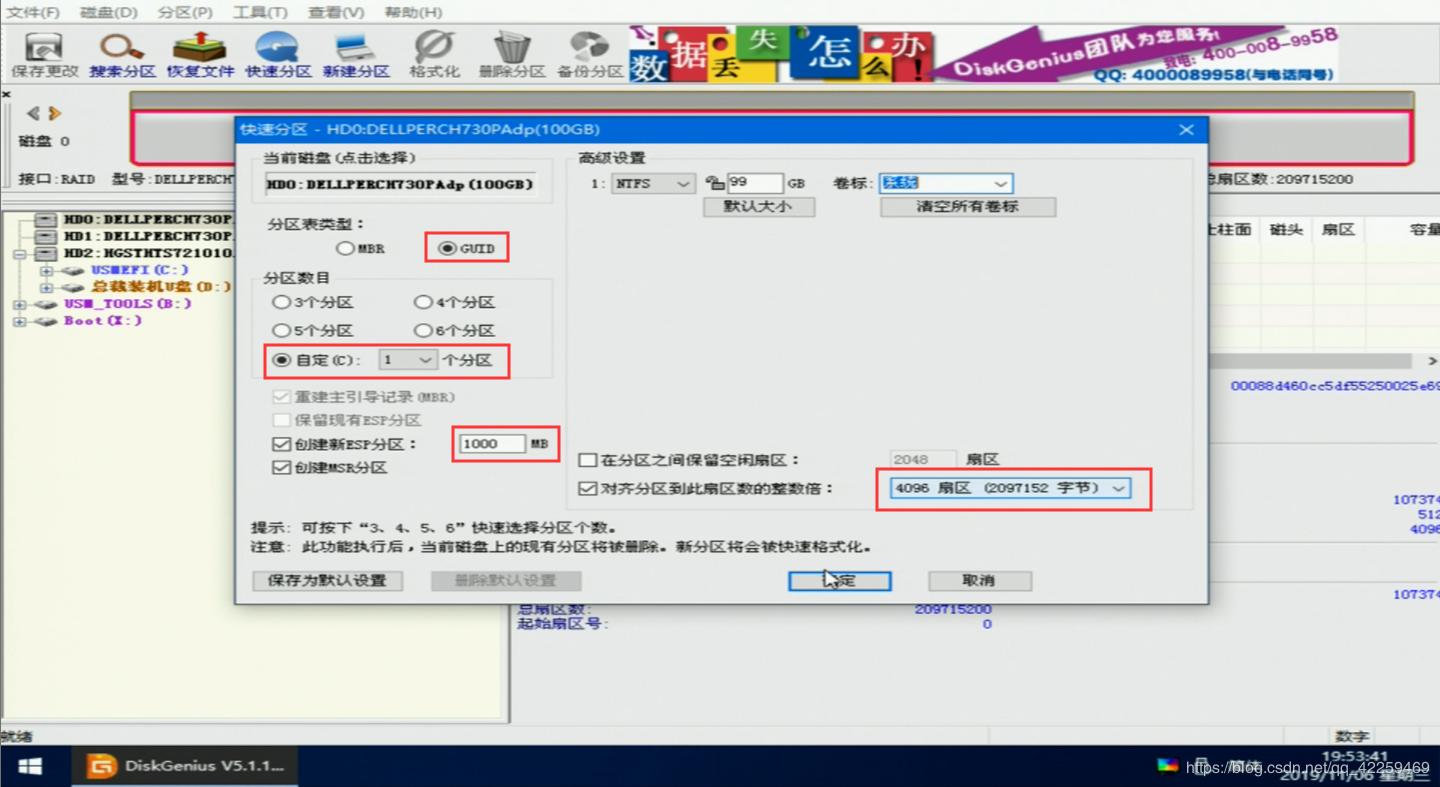 文件(F) 磁盘(D) 分区(P) 工具(T) 查看(V) 帮助(H)
保存更改 搜索分区 恢复文件 快速分区 新建分区 格式化 删除分区 备份分区
数据丢失怎么办!
DiskGenius团队为您服务!
致电: 400-008-9958
QQ: 4000089958(与电话同号)
磁盘 0
接口:RAID 型号:DELLPERCH
总扇区数:209715200
HD0:DELLPERCH730P
HD1:DELLPERCH730P
HD2:HGSTHTS721010
USMEFI(C:)
总裁装机U盘(D:)
USM_TOOLS(B:)
Boot(X:)
快速分区 - HD0:DELLPERCH730PAdp(100GB)
当前磁盘(点击选择)
HD0:DELLPERCH730PAdp(100GB)
分区表类型:
MBR GUID
分区数目
3个分区 4个分区
5个分区 6个分区
自定(C): 1 个分区
重建主引导记录(MBR)
保留现有ESP分区
创建新ESP分区: 1000 MB
创建MSR分区
高级设置
1: NTFS 99 GB 卷标: 系统
默认大小 清空所有卷标
在分区之间保留空闲扇区: 2048 扇区
对齐分区到此扇区数的整数倍: 4096 扇区 (2097152 字节)
提示: 可按下“3、4、5、6”快速选择分区个数。
注意: 此功能执行后,当前磁盘上的现有分区将被删除。新分区将会被快速格式化。
保存为默认设置 删除默认设置 定 取消
柱面 磁头 扇区 容量
00088d460cc5df55250025e69
107374
512
4096
107374
总扇区数: 209715200
起始扇区号: 0
就绪
数字
DiskGenius V5.1.1...
19:53:41
2019/11/06 星期三
https://blog.csdn.net/qq_42259469